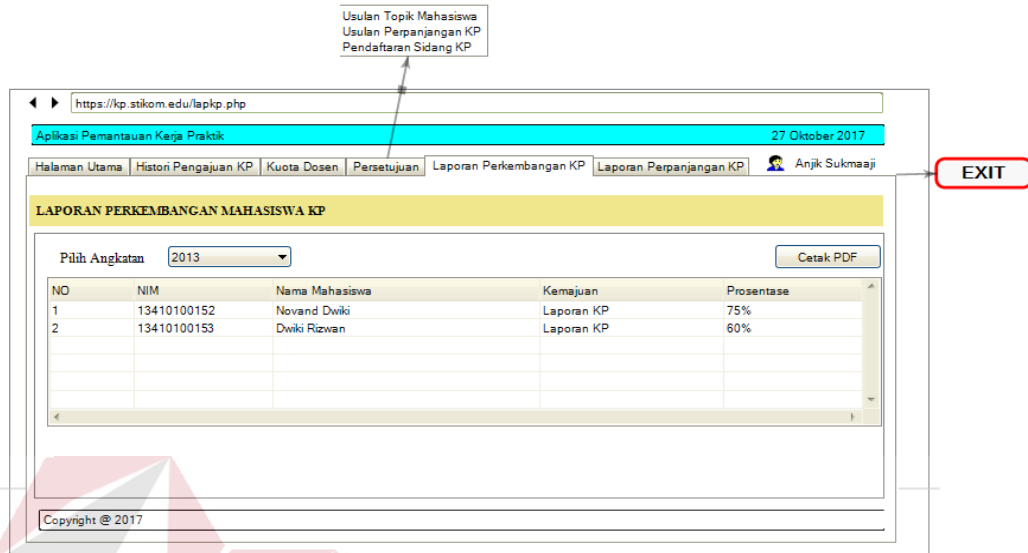 Usulan Topik Mahasiswa
Usulan Perpanjangan KP
Pendaftaran Sidang KP
https://kp.stikom.edu/lapkp.php
Aplikasi Pemantauan Kerja Praktik 27 Oktober 2017
Halaman Utama Histori Pengajuan KP Kuota Dosen Persetujuan Laporan Perkembangan KP Laporan Perpanjangan KP Anjik Sukmaaji
EXIT
LAPORAN PERKEMBANGAN MAHASISWA KP
Pilih Angkatan 2013 Cetak PDF
NO NIM Nama Mahasiswa Kemajuan Prosentase
1 13410100152 Novand Dwiki Laporan KP 75%
2 13410100153 Dwiki Rizwan Laporan KP 60%
Copyright @ 2017